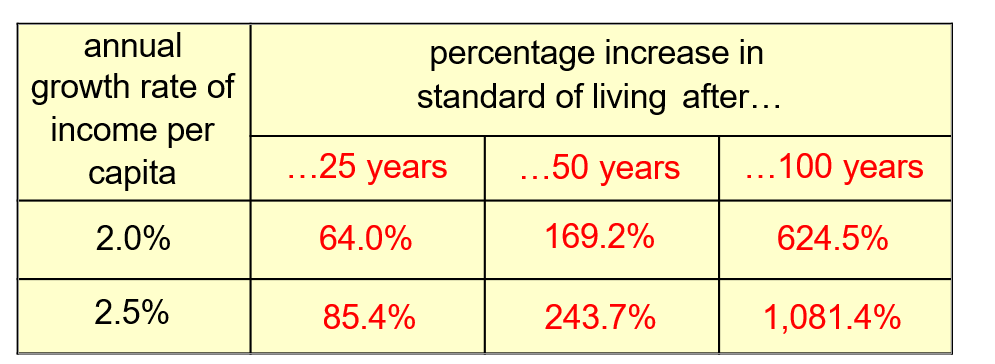 annual
growth rate of
income per
capita
percentage increase in
standard of living after…
…25 years
…50 years
…100 years
2.0%
64.0%
169.2%
624.5%
2.5%
85.4%
243.7%
1,081.4%